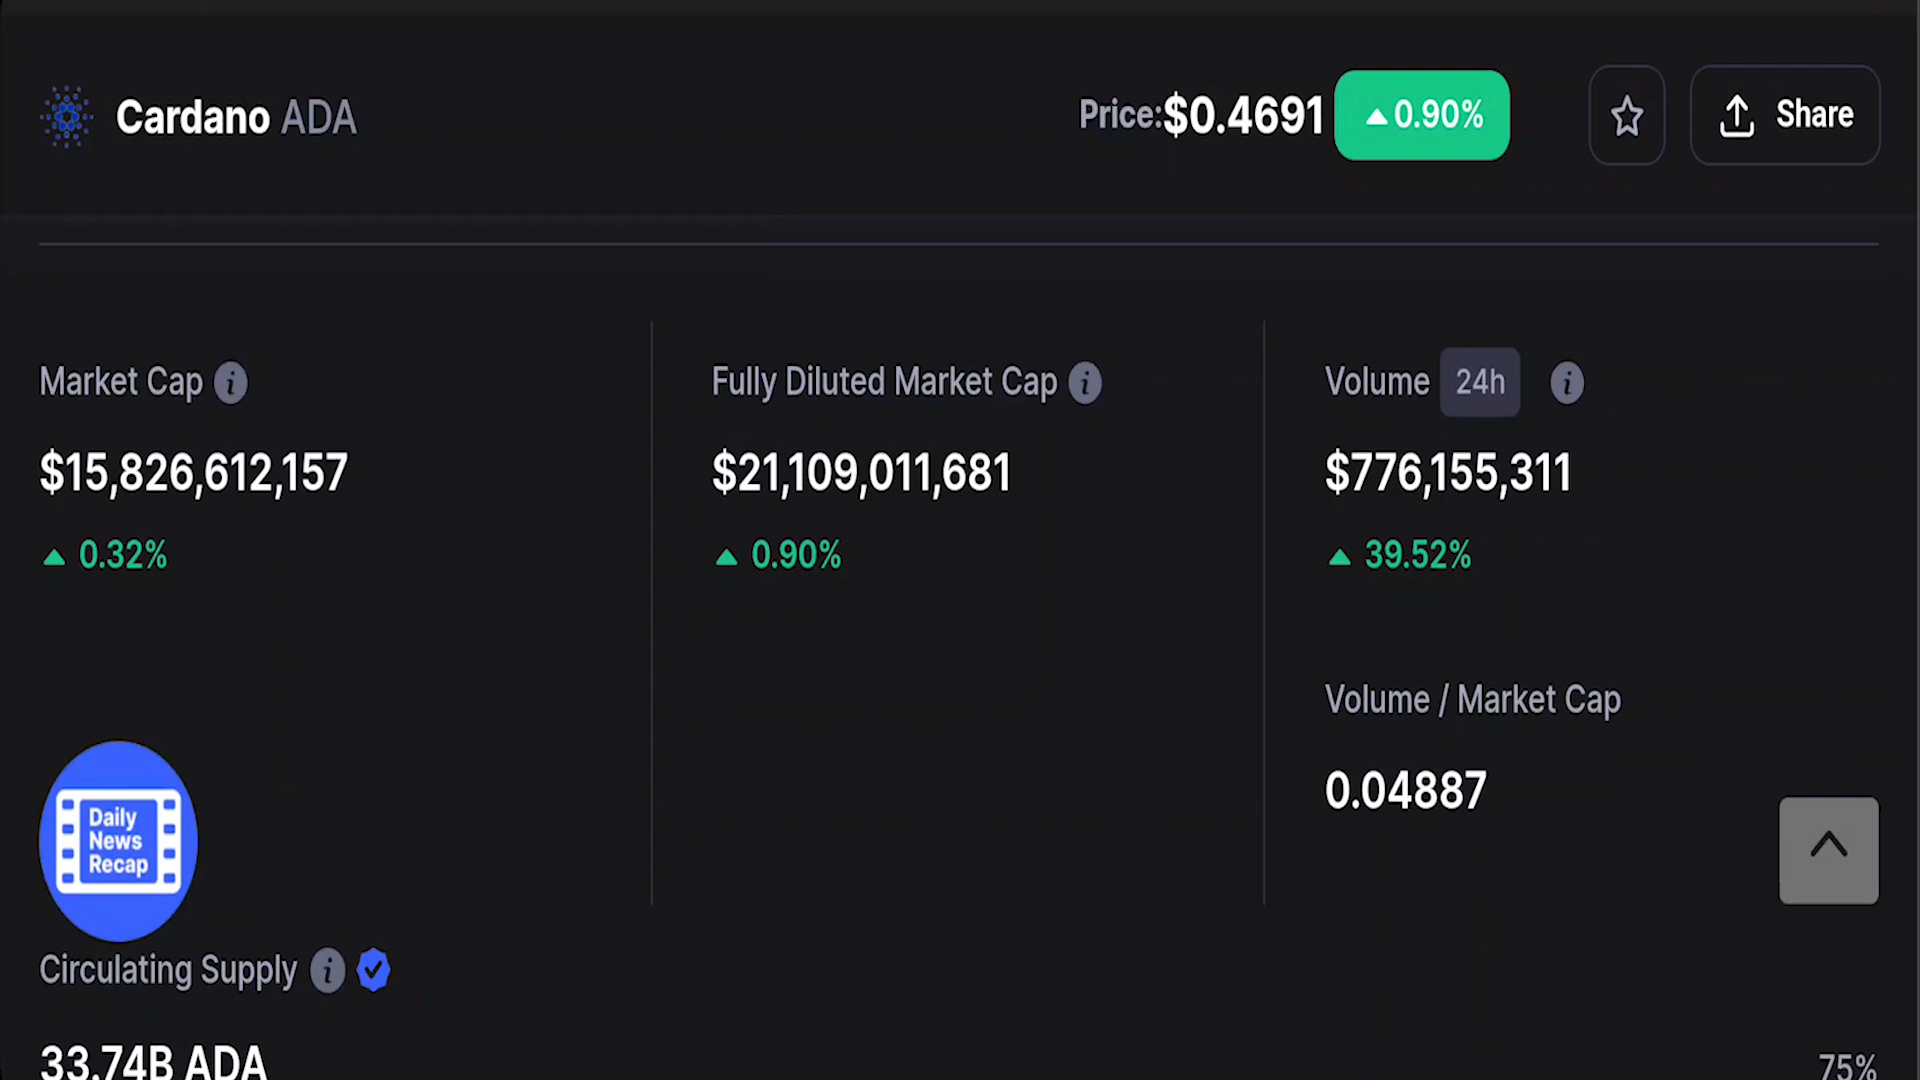 Cardano ADA
Price:$0.4691 ▲0.90%
Share
Market Cap
$15,826,612,157
▲ 0.32%
Fully Diluted Market Cap
$21,109,011,681
▲ 0.90%
Volume 24h
$776,155,311
▲ 39.52%
Volume / Market Cap
0.04887
Daily
News
Recap
Circulating Supply
33.74B ADA
75%